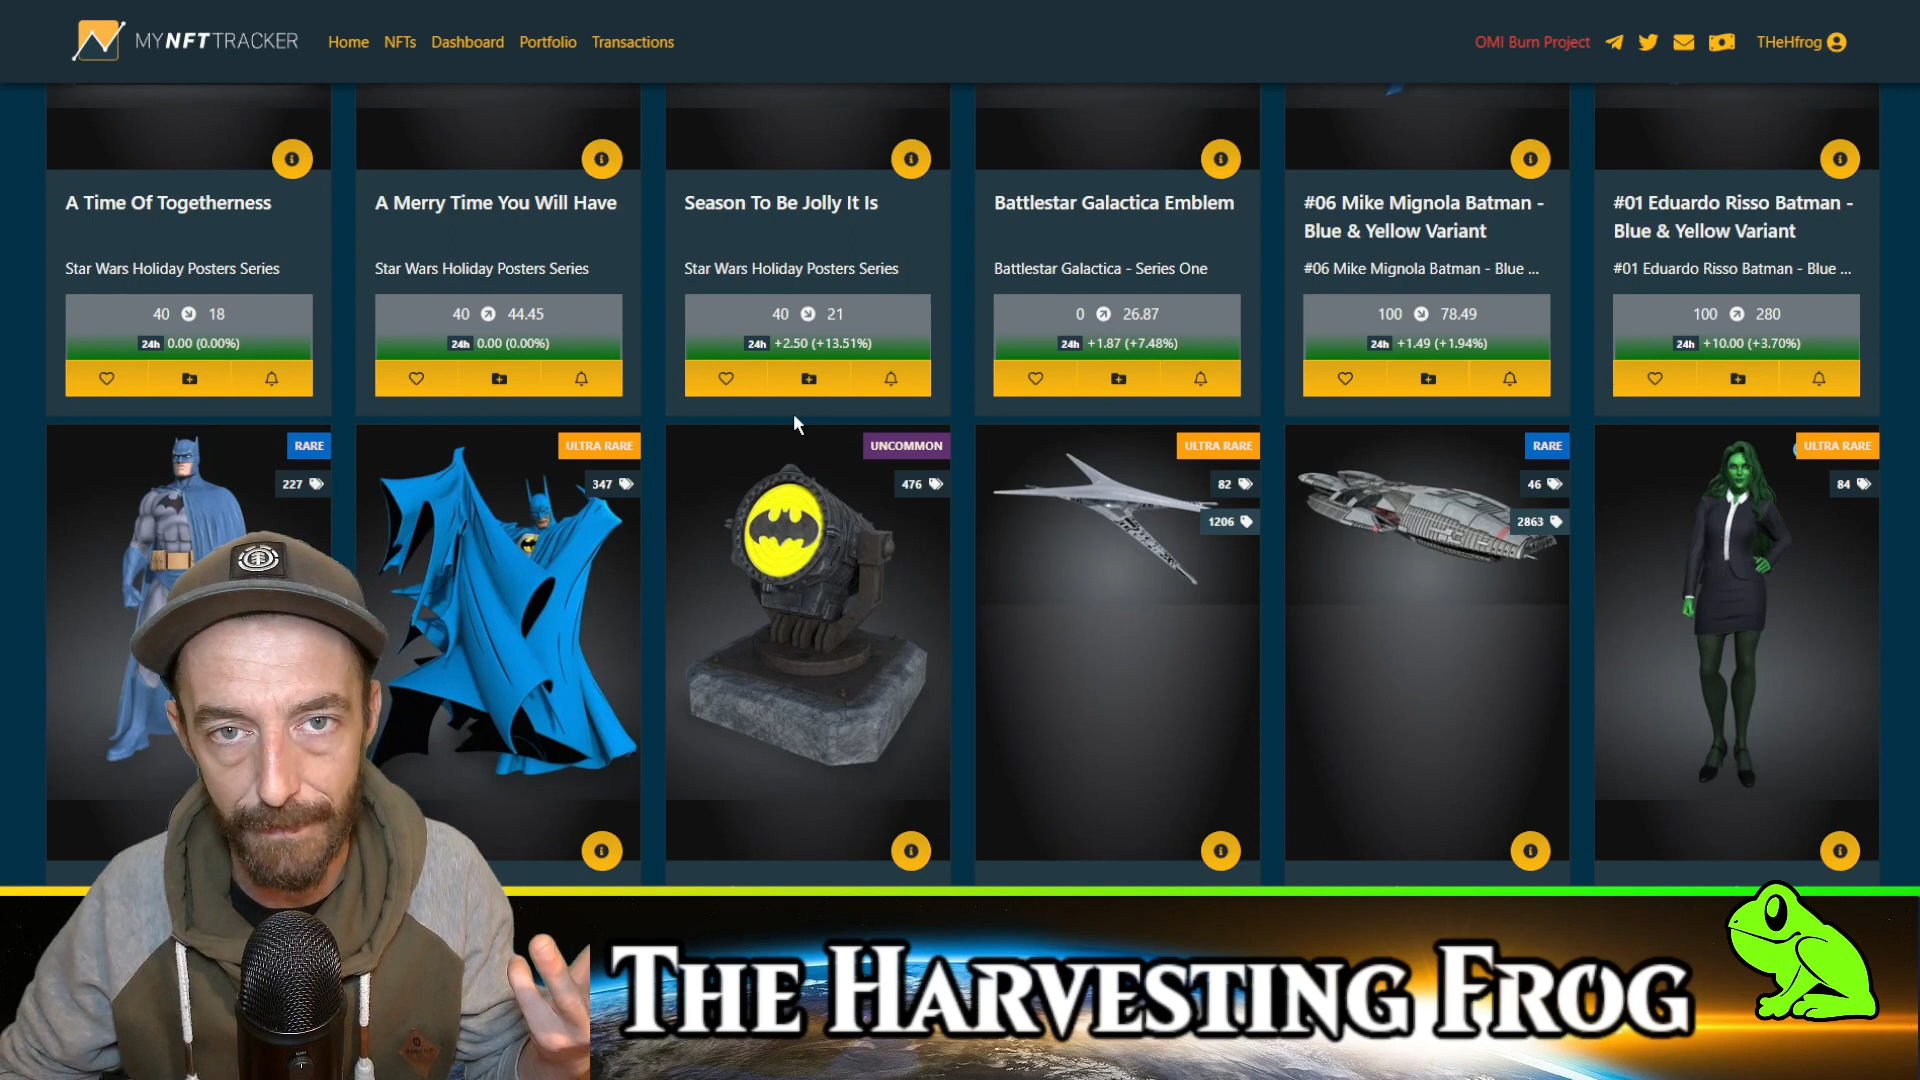 MYNFTTRACKER Home NFTs Dashboard Portfolio Transactions OMI Burn Project THeHfrog
A Time Of Togetherness
Star Wars Holiday Posters Series
40 18
24h 0.00 (0.00%)
A Merry Time You Will Have
Star Wars Holiday Posters Series
40 44.45
24h 0.00 (0.00%)
Season To Be Jolly It Is
Star Wars Holiday Posters Series
40 21
24h +2.50 (+13.51%)
Battlestar Galactica Emblem
Battlestar Galactica - Series One
0 26.87
24h +1.87 (+7.48%)
#06 Mike Mignola Batman -
Blue & Yellow Variant
#06 Mike Mignola Batman - Blue ...
100 78.49
24h +1.49 (+1.94%)
#01 Eduardo Risso Batman -
Blue & Yellow Variant
#01 Eduardo Risso Batman - Blue ...
100 280
24h +10.00 (+3.70%)
RARE
227
ULTRA RARE
347
UNCOMMON
476
ULTRA RARE
82
1206
RARE
46
2863
ULTRA RARE
84
THE HARVESTING FROG